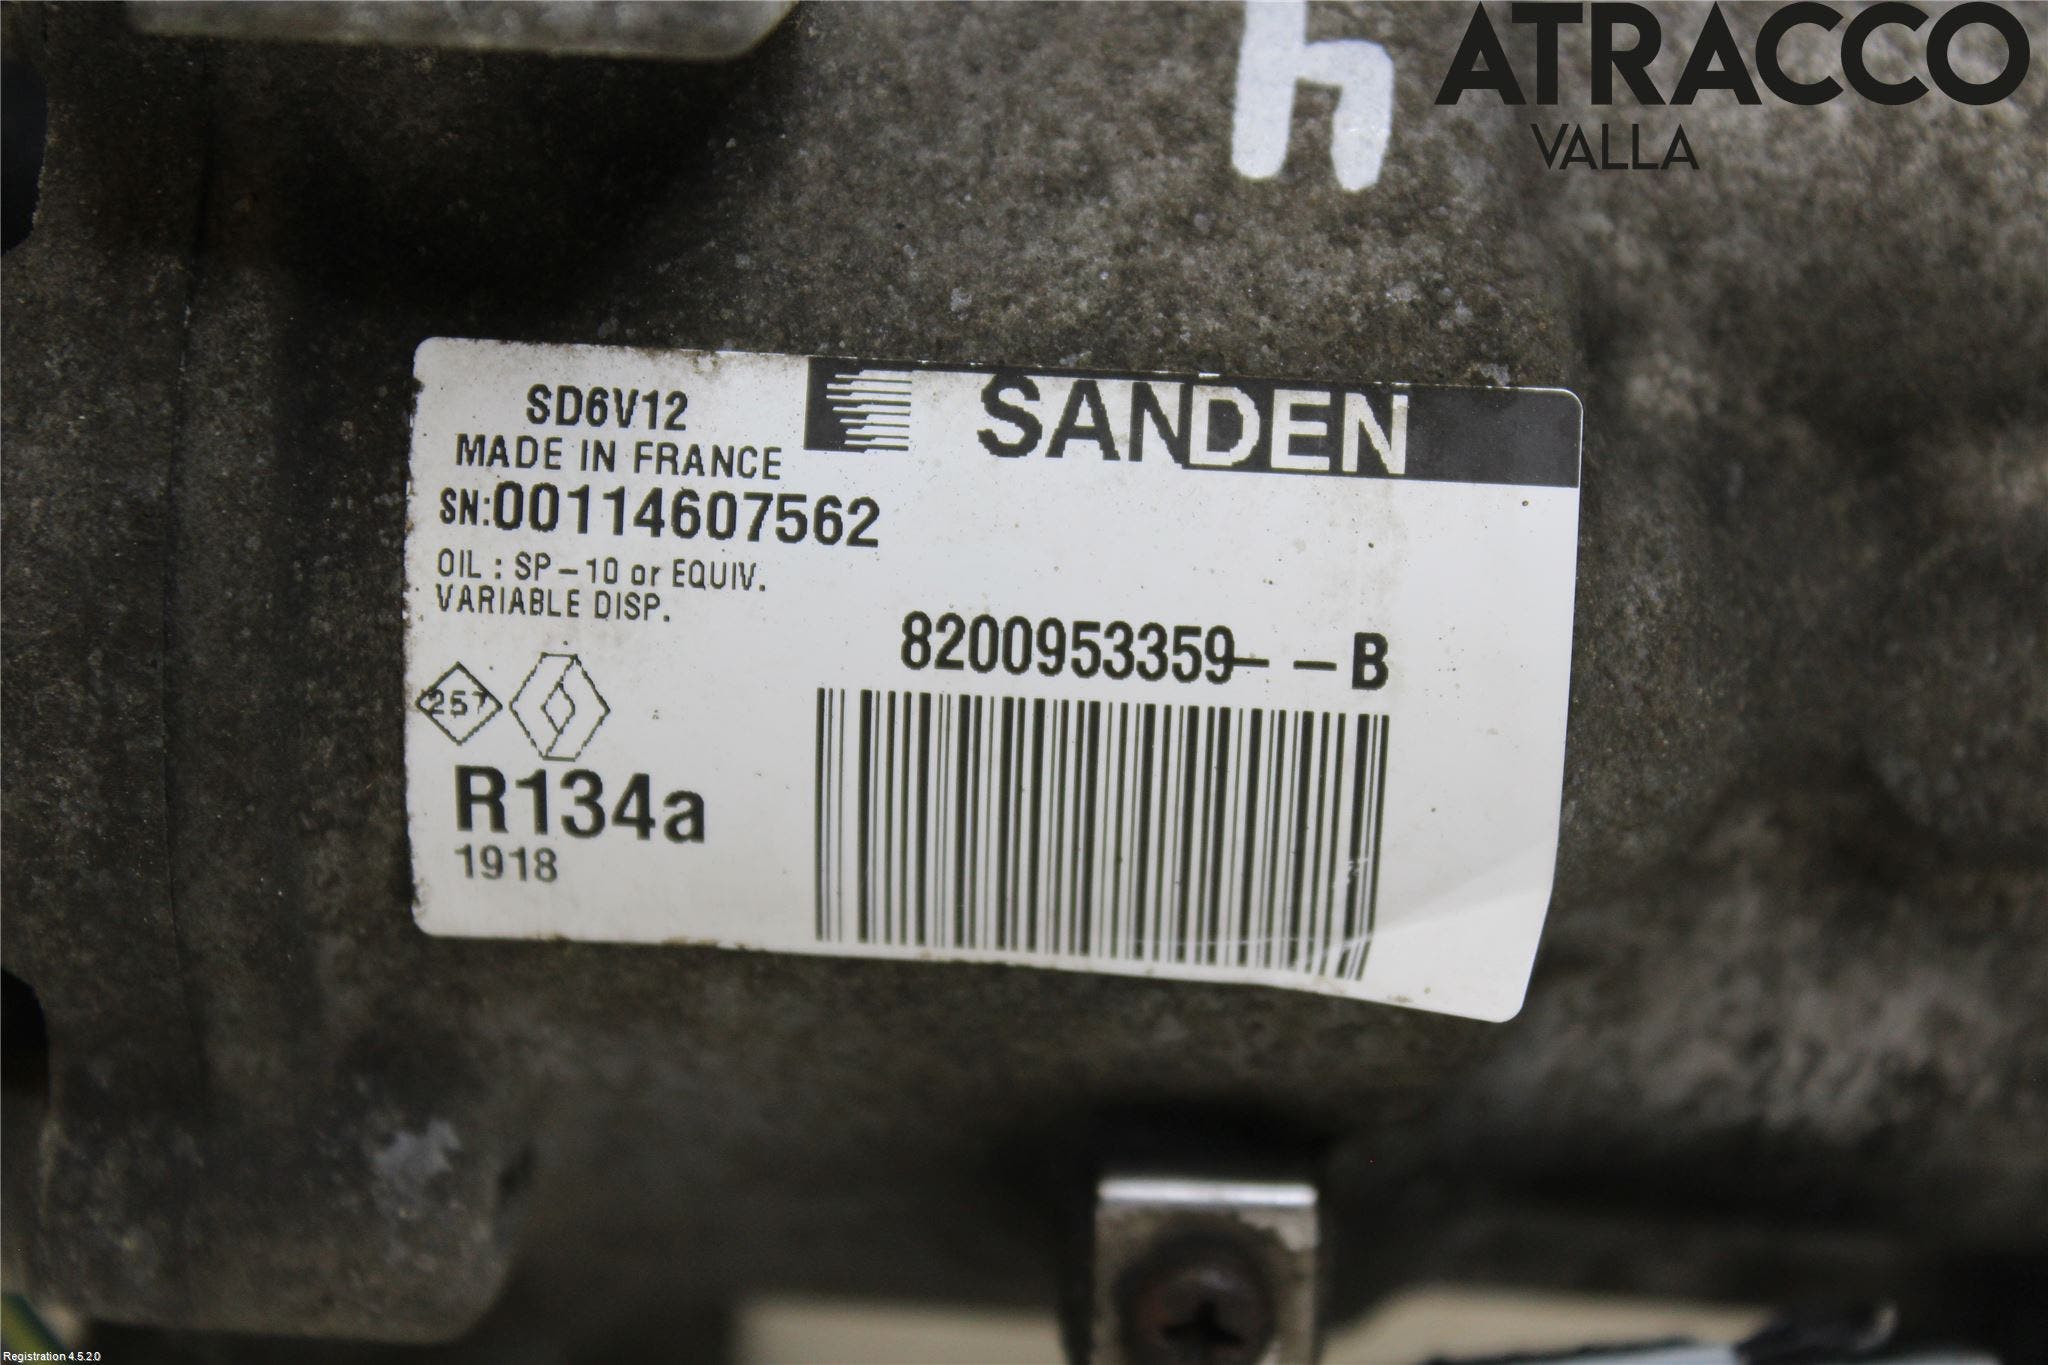 ATRACCO
VALLA
h
SD6V12
SANDEN
MADE IN FRANCE
SN:00114607562
OIL : SP-10 or EQUIV.
VARIABLE DISP.
8200953359--B
257
R134a
1918
Registration 4.5.2.0